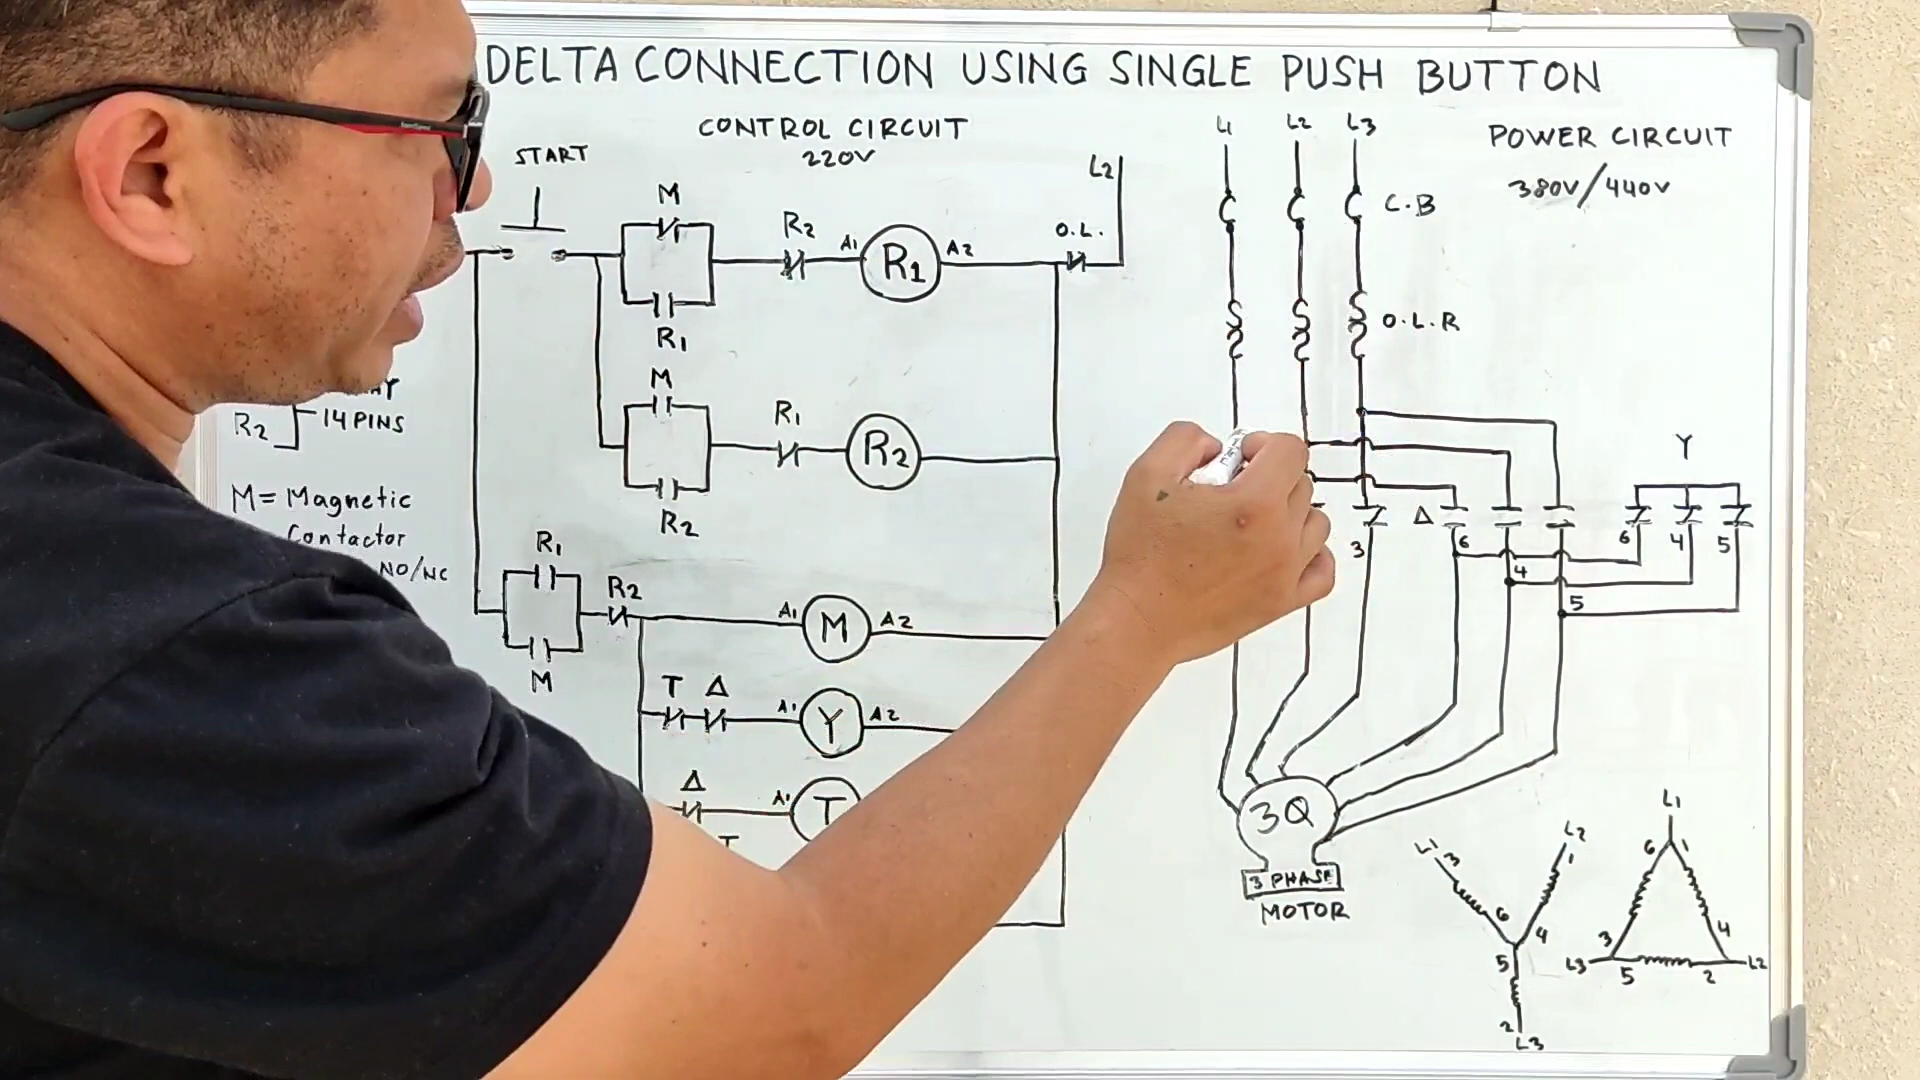 DELTA CONNECTION USING SINGLE PUSH BUTTON
CONTROL CIRCUIT
220V
START
M
R2
A1
R1
A2
O.L.
L2
R1
M
R1
R2
R2
R2
14 PINS
M = Magnetic
Contactor
NO/NC
R1
R2
A1
M
A2
M
T
Δ
A1
Y
A2
Δ
A1
T
T
L1
L2
L3
POWER CIRCUIT
380V/440V
C.B
O.L.R
Y
Δ
3
6
4
5
6
4
5
3Q
3 PHASE
MOTOR
3
6
L2
1
4
5
2
L3
L1
6
1
3
4
L3
5
2
L2